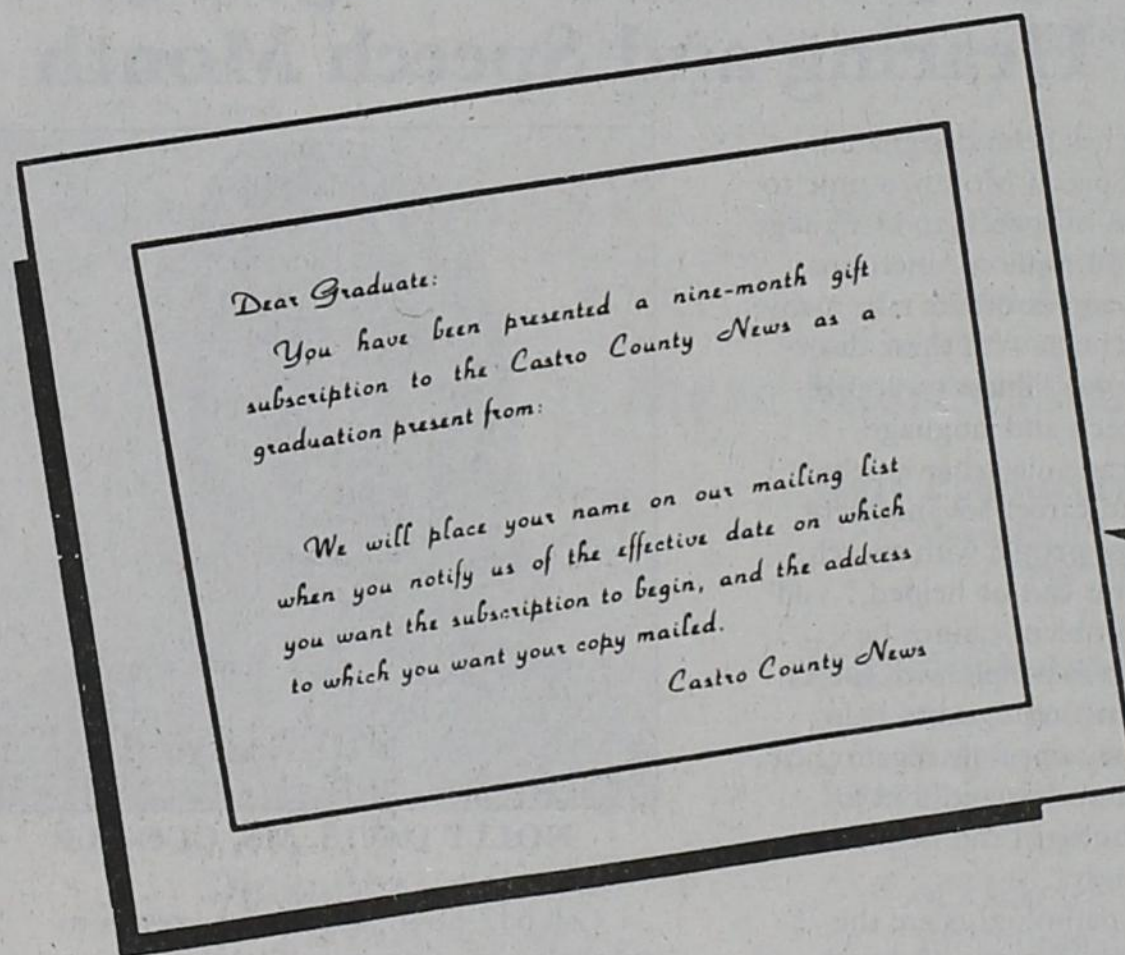 Dear Graduate:
You have been presented a nine-month gift
subscription to the Castro County News as a
graduation present from:
We will place your name on our mailing list
when you notify us of the effective date on which
you want the subscription to begin, and the address
to which you want your copy mailed.
Castro County News